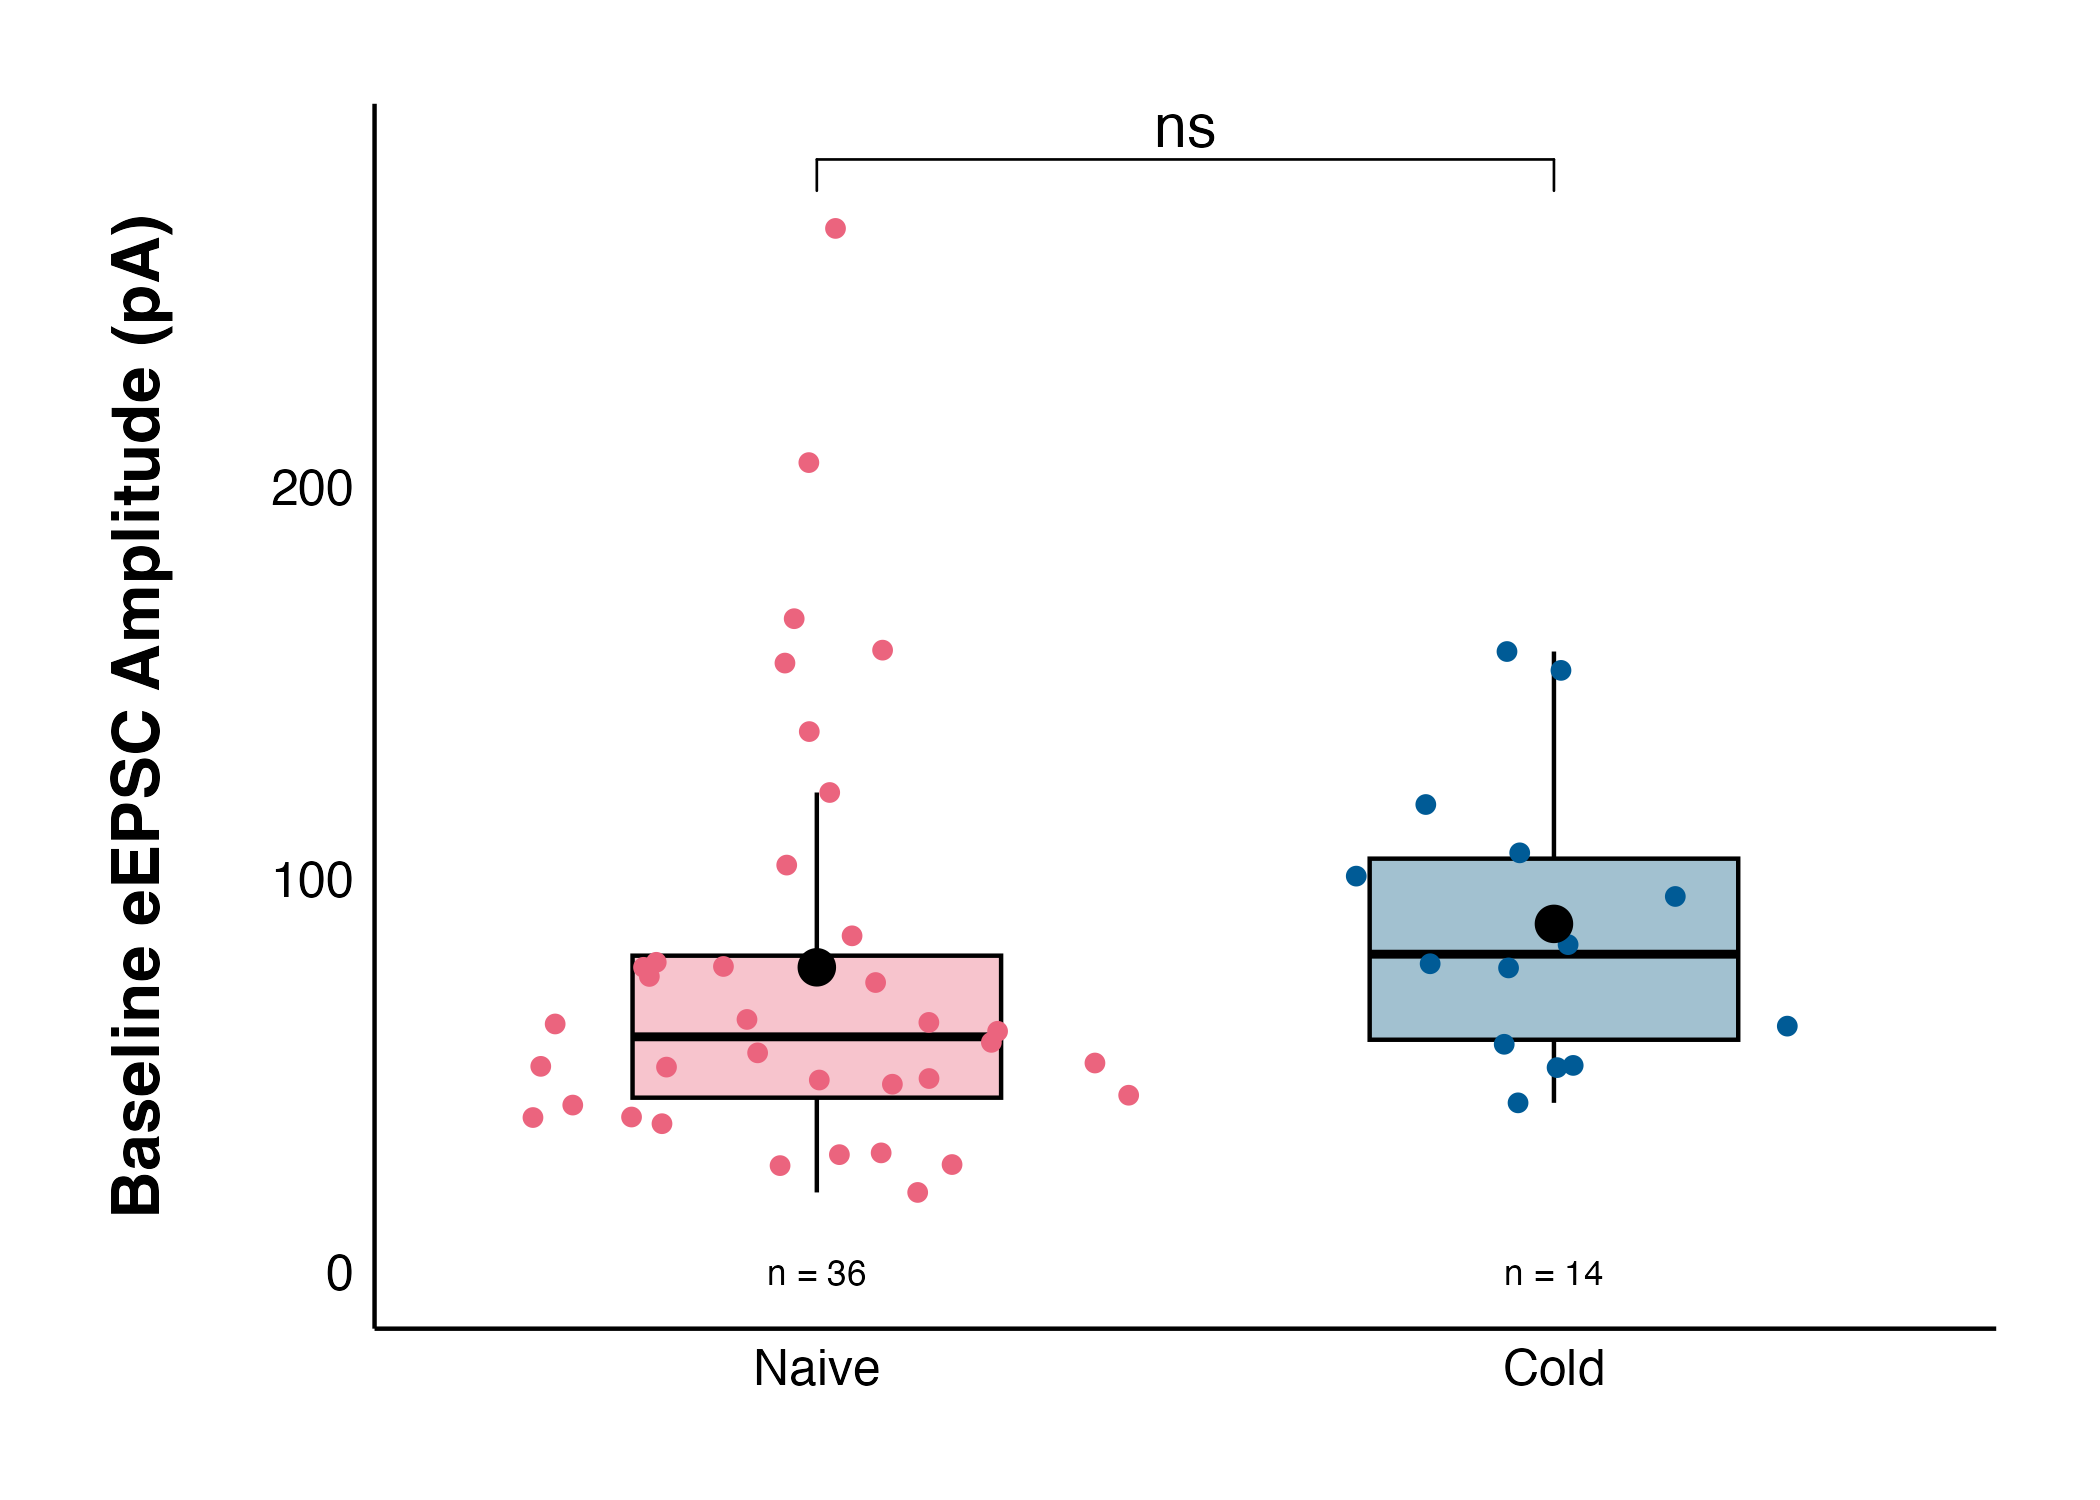 ns
Baseline eEPSC Amplitude (pA)
200
100
0
n = 36
n = 14
Naive
Cold